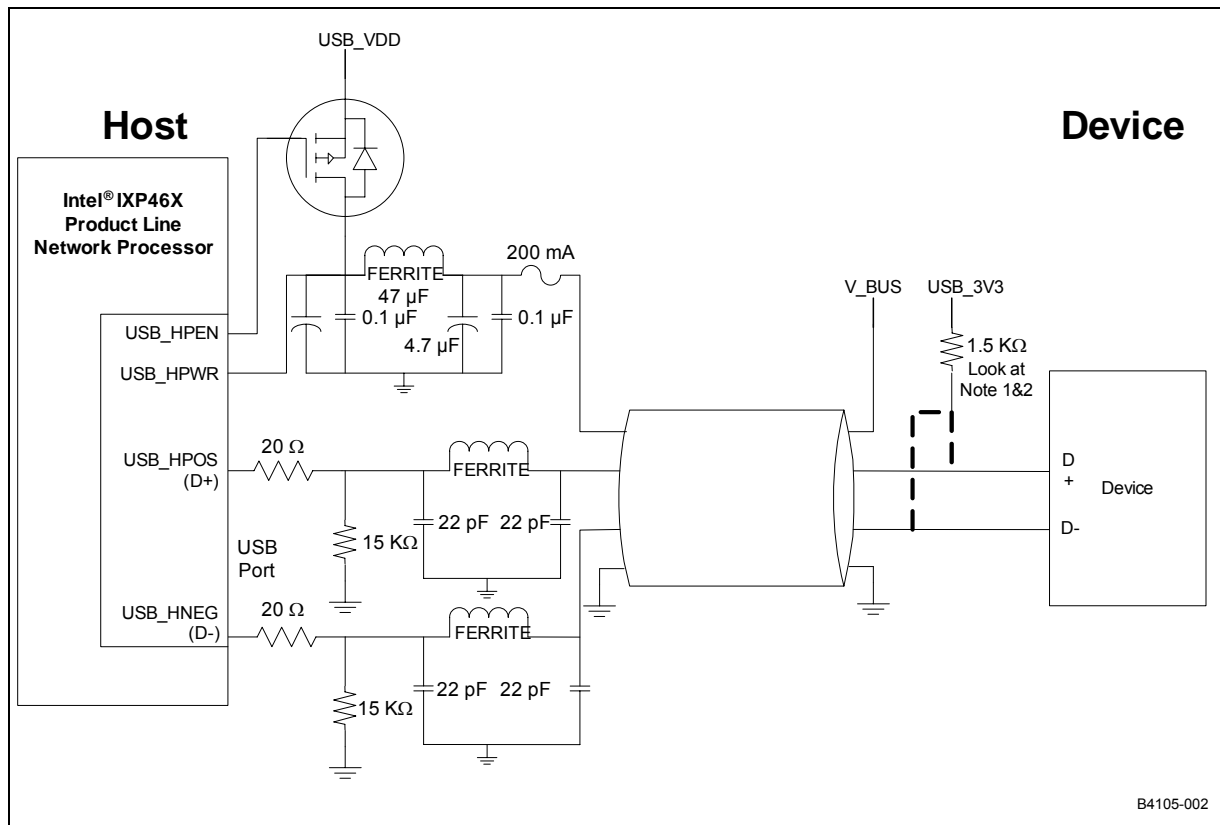 USB_VDD
Host
Device
Intel® IXP46X
Product Line
Network Processor
200 mA
FERRITE
47 µF
0.1 µF
0.1 µF
4.7 µF
V_BUS
USB_3V3
1.5 KΩ
Look at
Note 1&2
USB_HPEN
USB_HPWR
20 Ω
USB_HPOS
(D+)
FERRITE
22 pF
22 pF
15 KΩ
USB
Port
D
+
Device
D-
USB_HNEG
(D-)
20 Ω
FERRITE
22 pF
22 pF
15 KΩ
B4105-002